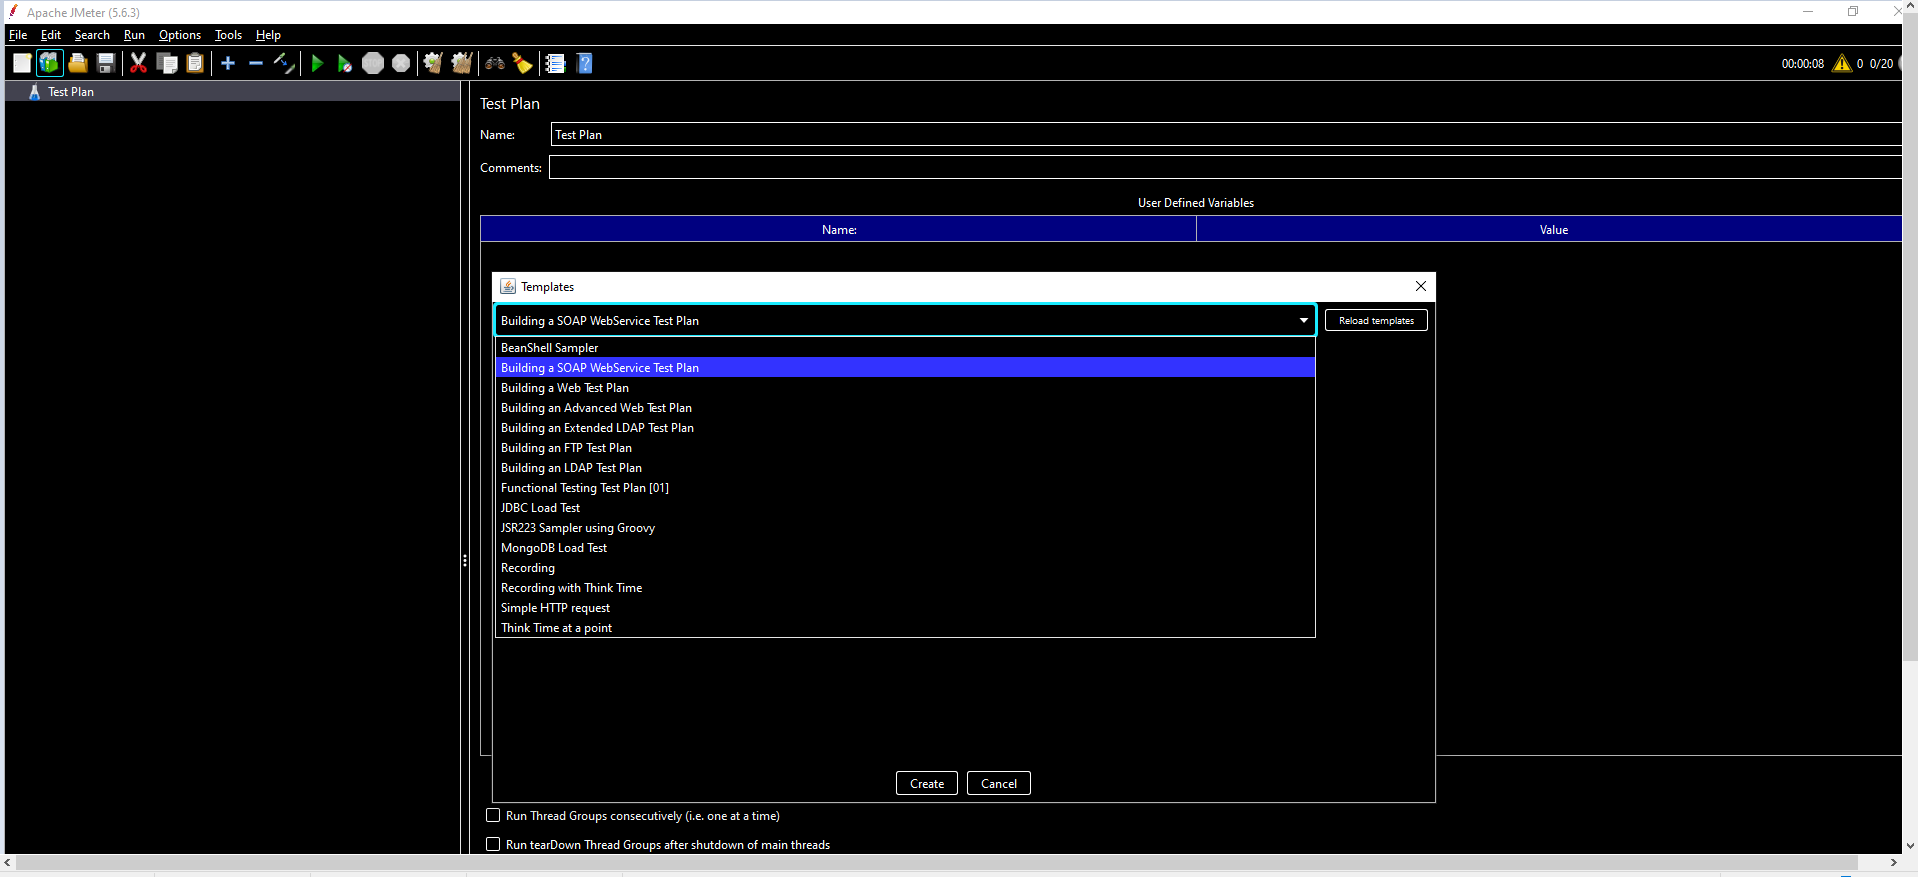 Apache JMeter (5.6.3)
File Edit Search Run Options Tools Help
00:00:08 0 0/20
Test Plan
Test Plan
Name: Test Plan
Comments:
User Defined Variables
Name: Value
Templates
Building a SOAP WebService Test Plan Reload templates
BeanShell Sampler
Building a SOAP WebService Test Plan
Building a Web Test Plan
Building an Advanced Web Test Plan
Building an Extended LDAP Test Plan
Building an FTP Test Plan
Building an LDAP Test Plan
Functional Testing Test Plan [01]
JDBC Load Test
JSR223 Sampler using Groovy
MongoDB Load Test
Recording
Recording with Think Time
Simple HTTP request
Think Time at a point
Create Cancel
Run Thread Groups consecutively (i.e. one at a time)
Run tearDown Thread Groups after shutdown of main threads